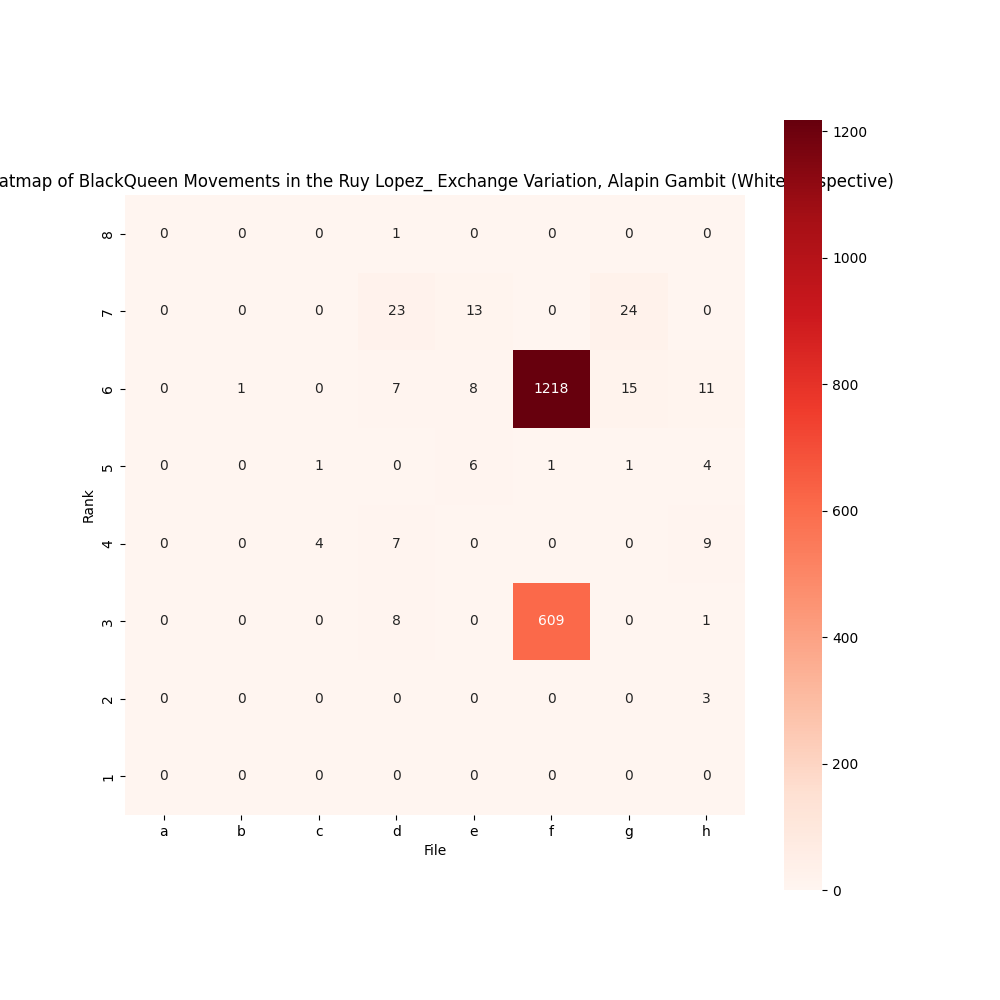 1200
atmap of BlackQueen Movements in the Ruy Lopez_ Exchange Variation, Alapin Gambit (White spective)
8 0 0 0 1 0 0 0 0
1000
7 0 0 0 23 13 0 24 0
6 0 1 0 7 8 1218 15 11
800
5 0 0 1 0 6 1 1 4
Rank
600
4 0 0 4 7 0 0 0 9
3 0 0 0 8 0 609 0 1
400
2 0 0 0 0 0 0 0 3
200
1 0 0 0 0 0 0 0 0
a b c d e f g h
File
0